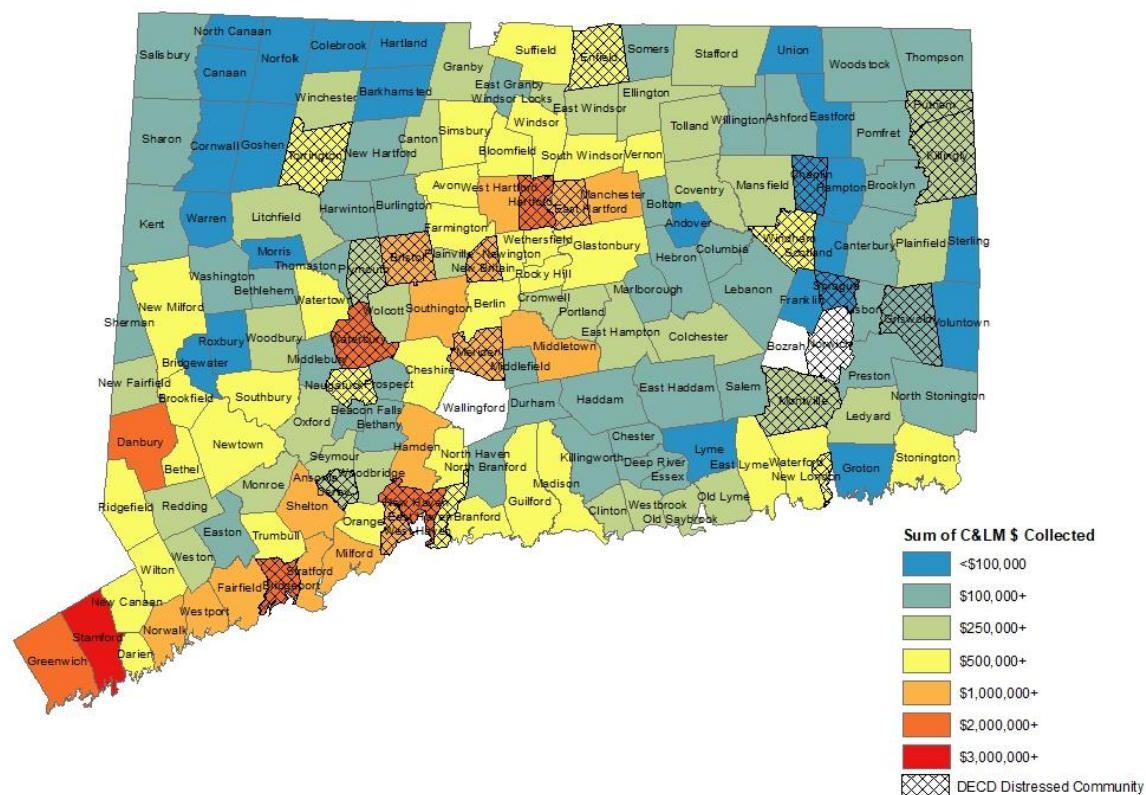 North Canaan
Colebrook
Hartland
Suffield
Enfield
Somers
Stafford
Union
Woodstock
Thompson
Salisbury
Canaan
Norfolk
Granby
East Granby
Windsor Locks
Winchester
Barkhamsted
East Windsor
Ellington
Putnam
Sharon
Cornwall
Goshen
Torrington
New Hartford
Canton
Simsbury
Windsor
Bloomfield
South Windsor
Vernon
Tolland
Willington
Ashford
Eastford
Pomfret
Killingly
Avon
West Hartford
Hartford
East Hartford
Manchester
Bolton
Coventry
Mansfield
Chaplin
Hampton
Brooklyn
Kent
Warren
Litchfield
Harwinton
Burlington
Farmington
Wethersfield
Newington
Glastonbury
Andover
Columbia
Windham
Scotland
Canterbury
Plainfield
Sterling
Morris
Washington
Bethlehem
Thomaston
Plymouth
Bristol
Plainville
New Britain
Rocky Hill
Hebron
Lebanon
Franklin
Sprague
Lisbon
Griswold
Voluntown
New Milford
Watertown
Wolcott
Southington
Berlin
Cromwell
Portland
Marlborough
East Hampton
Colchester
Bozrah
Norwich
Sherman
Roxbury
Bridgewater
Woodbury
Waterbury
Middlebury
Cheshire
Meriden
Middletown
Middlefield
Preston
North Stonington
New Fairfield
Brookfield
Southbury
Naugatuck
Prospect
Beacon Falls
Bethany
Wallingford
Durham
Haddam
East Haddam
Salem
Montville
Ledyard
Danbury
Bethel
Newtown
Oxford
Seymour
Woodbridge
Hamden
North Haven
North Branford
Killingworth
Chester
Deep River
Essex
Lyme
East Lyme
Waterford
New London
Groton
Stonington
Ridgefield
Redding
Monroe
Ansonia
Derby
Shelton
Orange
New Haven
East Haven
West Haven
Branford
Guilford
Madison
Clinton
Westbrook
Old Saybrook
Old Lyme
Easton
Weston
Trumbull
Milford
Stratford
Bridgeport
Fairfield
Wilton
New Canaan
Westport
Norwalk
Darien
Stamford
Greenwich
Sum of C&LM $ Collected
<$100,000
$100,000+
$250,000+
$500,000+
$1,000,000+
$2,000,000+
$3,000,000+
DECD Distressed Community